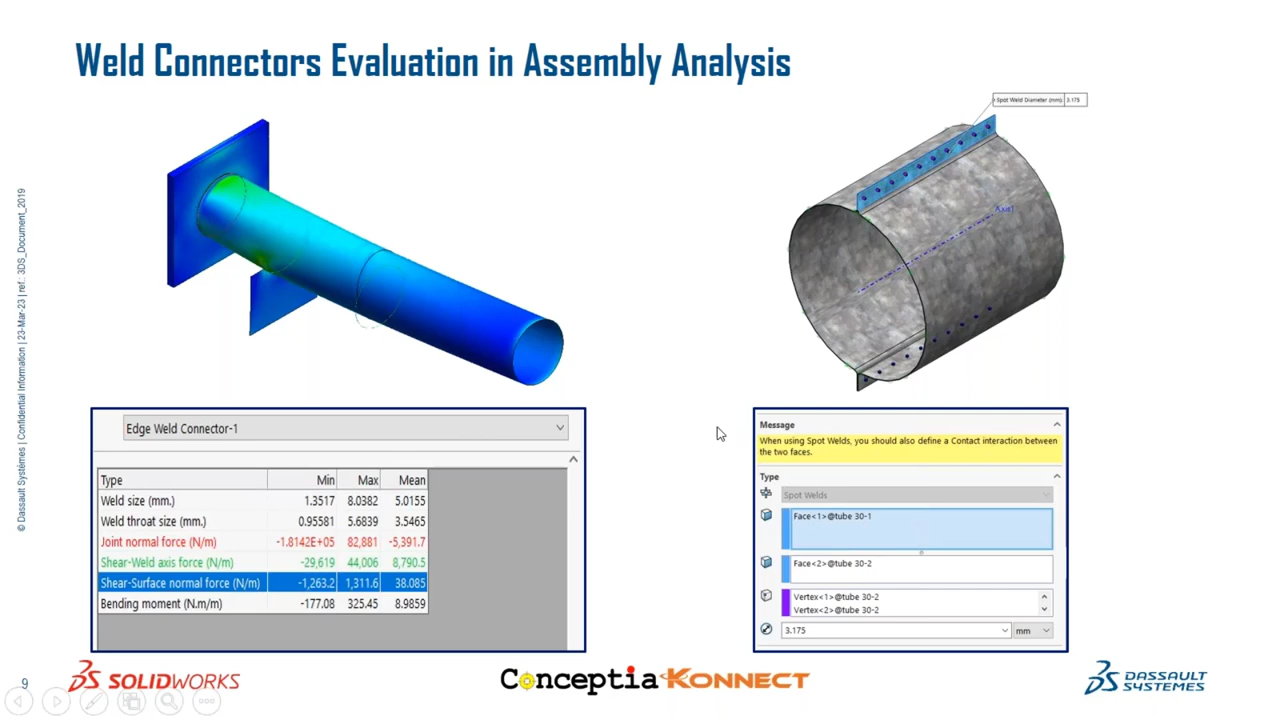 Weld Connectors Evaluation in Assembly Analysis
Spot Weld Diameter (mm): 3.175
Axis1
© Dassault Systèmes | Confidential Information | 23-Mar-23 | ref.: 3DS_Document_2019
Edge Weld Connector-1
Type Min Max Mean
Weld size (mm.) 1.3517 8.0382 5.0155
Weld throat size (mm.) 0.95581 5.6839 3.5465
Joint normal force (N/m) -1.8142E+05 82,881 -5,391.7
Shear-Weld axis force (N/m) -29,619 44,006 8,790.5
Shear-Surface normal force (N/m) -1,263.2 1,311.6 38.085
Bending moment (N.m/m) -177.08 325.45 8.9859
Message
When using Spot Welds, you should also define a Contact interaction between
the two faces.
Type
Spot Welds
Face<1>@tube 30-1
Face<2>@tube 30-2
Vertex<1>@tube 30-2
Vertex<2>@tube 30-2
3.175 mm
9
SOLIDWORKS
Conceptia KONNECT
DASSAULT
SYSTEMES